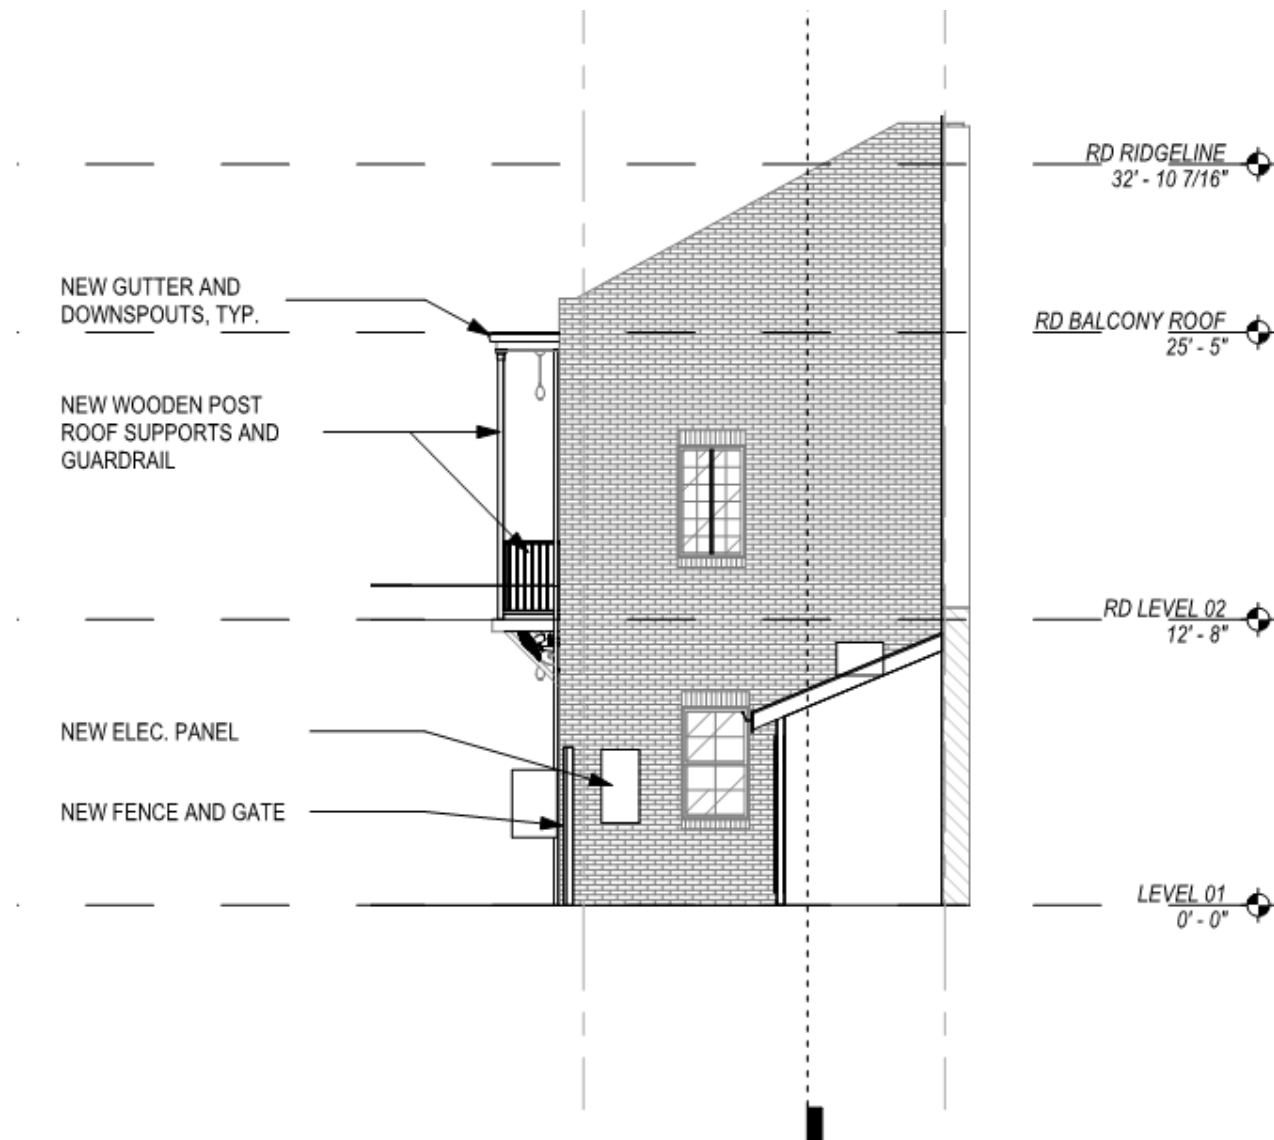 RD RIDGELINE
32' - 10 7/16"
NEW GUTTER AND
DOWNSPOUTS, TYP.
RD BALCONY ROOF
25' - 5"
NEW WOODEN POST
ROOF SUPPORTS AND
GUARDRAIL
RD LEVEL 02
12' - 8"
NEW ELEC. PANEL
NEW FENCE AND GATE
LEVEL 01
0' - 0"